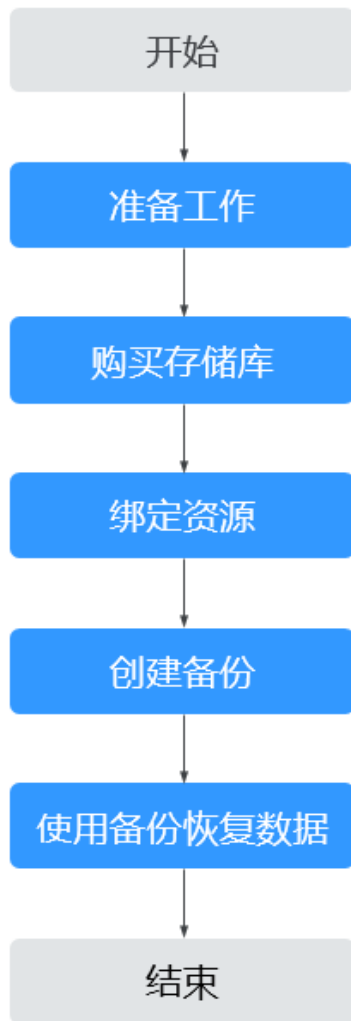 开始
准备工作
购买存储库
绑定资源
创建备份
使用备份恢复数据
结束